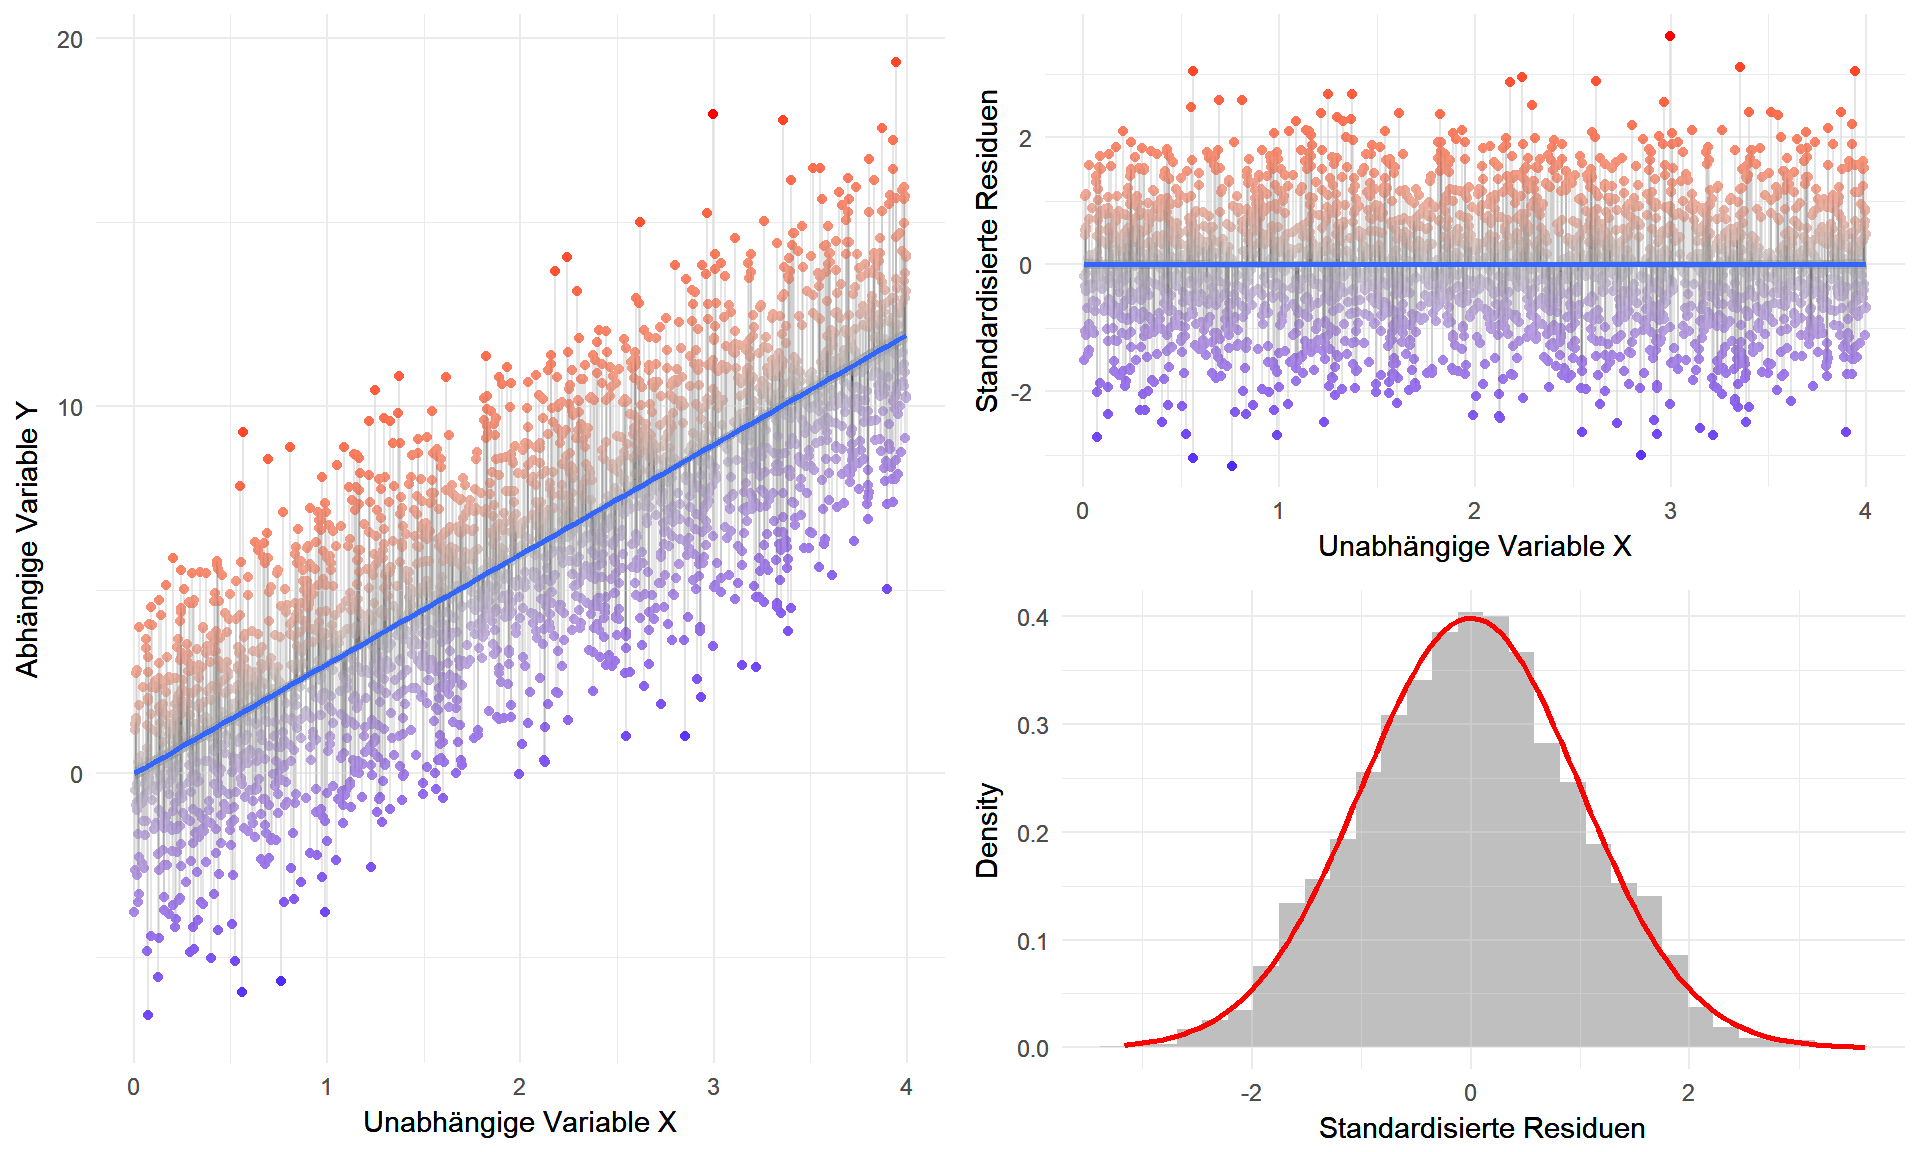 20
10
0
Abhängige Variable Y
0 1 2 3 4
Unabhängige Variable X
2
0
-2
Standardisierte Residuen
0 1 2 3 4
Unabhängige Variable X
0.4
0.3
0.2
0.1
0.0
Density
-2 0 2
Standardisierte Residuen